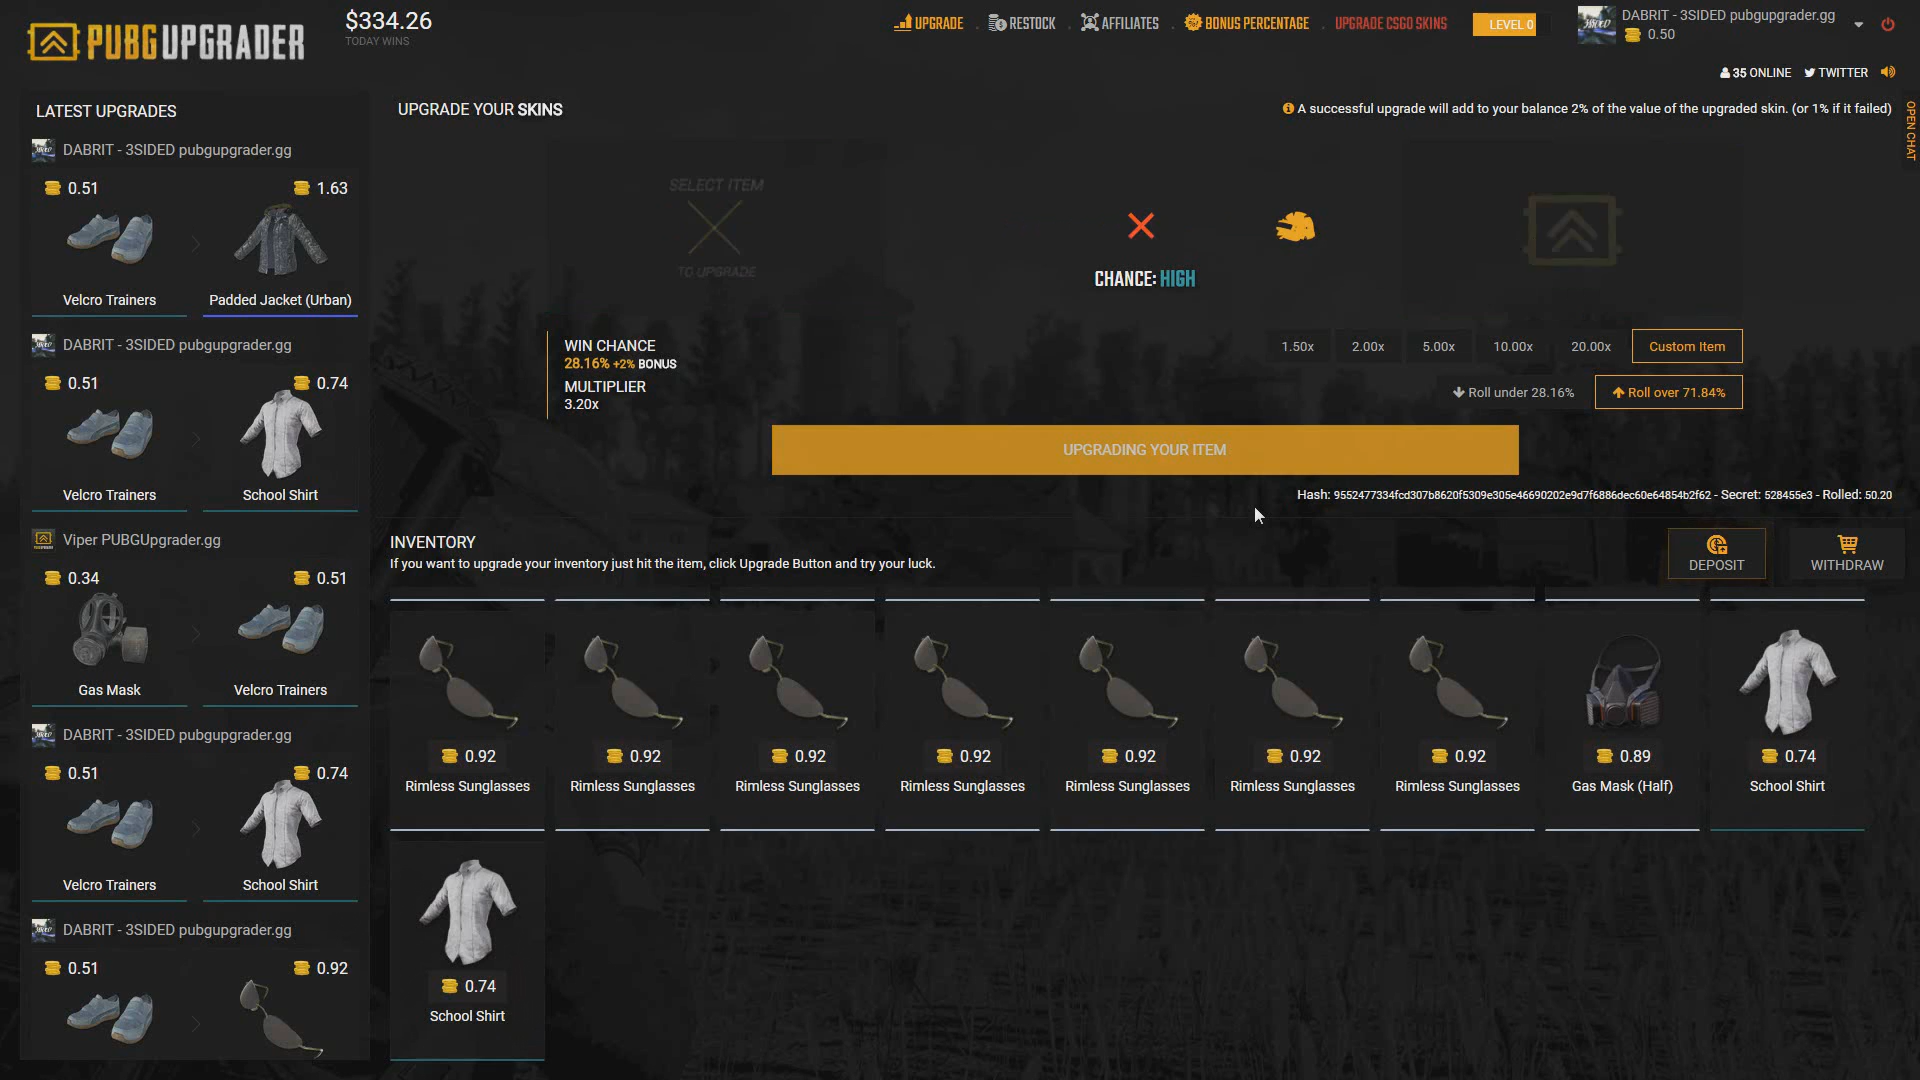 PUBGUPGRADER
$334.26
TODAY WINS
UPGRADE
RESTOCK
AFFILIATES
BONUS PERCENTAGE
UPGRADE CSGO SKINS
LEVEL 0
DABRIT - 3SIDED pubgupgrader.gg
0.50
35 ONLINE
TWITTER
OPEN CHAT
LATEST UPGRADES
DABRIT - 3SIDED pubgupgrader.gg
0.51
1.63
Velcro Trainers
Padded Jacket (Urban)
DABRIT - 3SIDED pubgupgrader.gg
0.51
0.74
Velcro Trainers
School Shirt
Viper PUBGUpgrader.gg
0.34
0.51
Gas Mask
Velcro Trainers
DABRIT - 3SIDED pubgupgrader.gg
0.51
0.74
Velcro Trainers
School Shirt
DABRIT - 3SIDED pubgupgrader.gg
0.51
0.92
UPGRADE YOUR SKINS
A successful upgrade will add to your balance 2% of the value of the upgraded skin. (or 1% if it failed)
SELECT ITEM
TO UPGRADE
CHANCE: HIGH
WIN CHANCE
28.16% +2% BONUS
MULTIPLIER
3.20x
1.50x
2.00x
5.00x
10.00x
20.00x
Custom Item
Roll under 28.16%
Roll over 71.84%
UPGRADING YOUR ITEM
Hash: 9552477334fcd307b8620f5309e305e46690202e9d7f6886dec60e64854b2f62 - Secret: 528455e3 - Rolled: 50.20
INVENTORY
If you want to upgrade your inventory just hit the item, click Upgrade Button and try your luck.
DEPOSIT
WITHDRAW
0.92
Rimless Sunglasses
0.92
Rimless Sunglasses
0.92
Rimless Sunglasses
0.92
Rimless Sunglasses
0.92
Rimless Sunglasses
0.92
Rimless Sunglasses
0.92
Rimless Sunglasses
0.89
Gas Mask (Half)
0.74
School Shirt
0.74
School Shirt